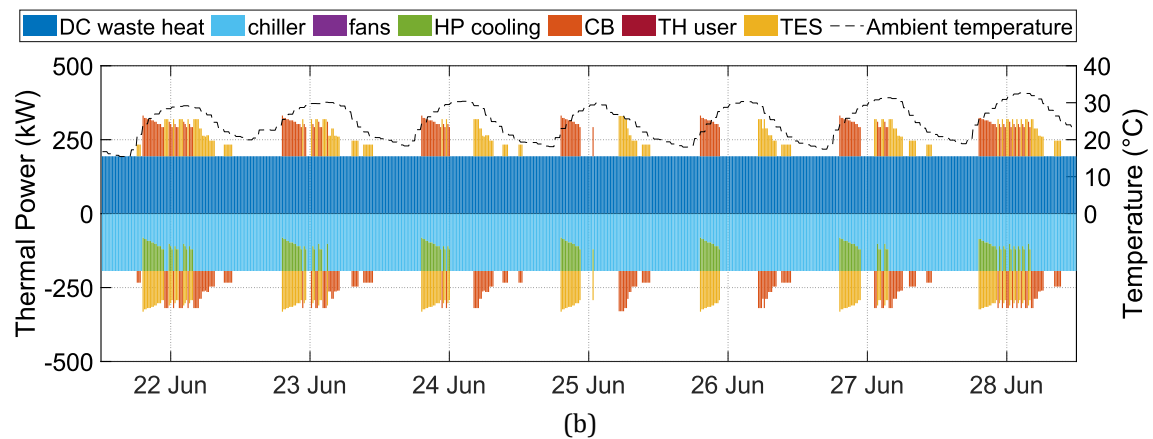 DC waste heat chiller fans HP cooling CB TH user TES Ambient temperature
500 40
30
250 20
10
0 0
-250
-500
Thermal Power (kW)
Temperature (°C)
22 Jun 23 Jun 24 Jun 25 Jun 26 Jun 27 Jun 28 Jun
(b)